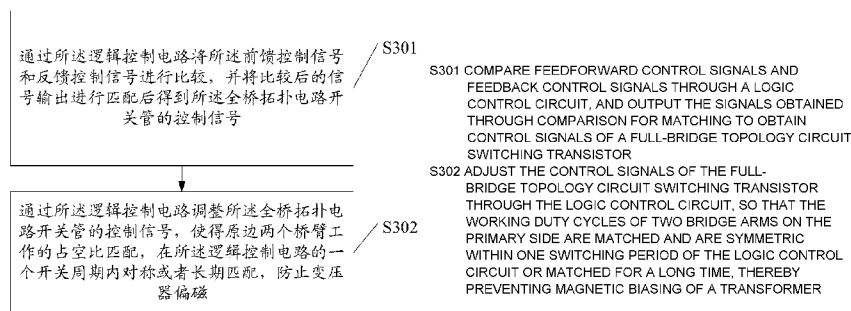 通过所述逻辑控制电路将所述前馈控制信号
和反馈控制信号进行比较，并将比较后的信
号输出进行匹配后得到所述全桥拓扑电路开
关管的控制信号
S301
通过所述逻辑控制电路调整所述全桥拓扑电
路开关管的控制信号，使得原边两个桥臂工
作的占空比匹配，在所述逻辑控制电路的一
个开关周期内对称或者长期匹配，防止变压
器偏磁
S302
S301 COMPARE FEEDFORWARD CONTROL SIGNALS AND
FEEDBACK CONTROL SIGNALS THROUGH A LOGIC
CONTROL CIRCUIT, AND OUTPUT THE SIGNALS OBTAINED
THROUGH COMPARISON FOR MATCHING TO OBTAIN
CONTROL SIGNALS OF A FULL-BRIDGE TOPOLOGY CIRCUIT
SWITCHING TRANSISTOR
S302 ADJUST THE CONTROL SIGNALS OF THE FULL-
BRIDGE TOPOLOGY CIRCUIT SWITCHING TRANSISTOR
THROUGH THE LOGIC CONTROL CIRCUIT, SO THAT THE
WORKING DUTY CYCLES OF TWO BRIDGE ARMS ON THE
PRIMARY SIDE ARE MATCHED AND ARE SYMMETRIC
WITHIN ONE SWITCHING PERIOD OF THE LOGIC CONTROL
CIRCUIT OR MATCHED FOR A LONG TIME, THEREBY
PREVENTING MAGNETIC BIASING OF A TRANSFORMER